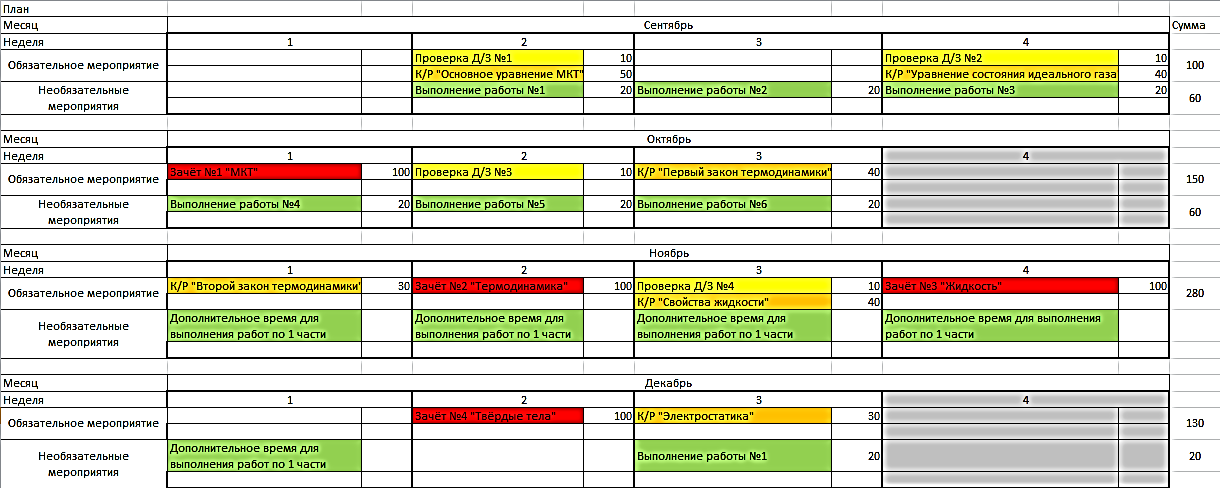 План
Месяц Сентябрь Сумма
Неделя 1 2 3 4
Обязательное мероприятие Проверка Д/З №1 10 Проверка Д/З №2 10 100
К/Р "Основное уравнение МКТ" 50 К/Р "Уравнение состояния идеального газа 40
Необязательные мероприятия Выполнение работы №1 20 Выполнение работы №2 20 Выполнение работы №3 20 60
Месяц Октябрь
Неделя 1 2 3 4
Обязательное мероприятие Зачёт №1 "МКТ" 100 Проверка Д/З №3 10 К/Р "Первый закон термодинамики" 40 150
Необязательные мероприятия Выполнение работы №4 20 Выполнение работы №5 20 Выполнение работы №6 20 60
Месяц Ноябрь
Неделя 1 2 3 4
Обязательное мероприятие К/Р "Второй закон термодинамики" 30 Зачёт №2 "Термодинамика" 100 Проверка Д/З №4 10 Зачёт №3 "Жидкость" 100 280
К/Р "Свойства жидкости" 40
Необязательные мероприятия Дополнительное время для выполнения работ по 1 части Дополнительное время для выполнения работ по 1 части Дополнительное время для выполнения работ по 1 части Дополнительное время для выполнения работ по 1 части
Месяц Декабрь
Неделя 1 2 3 4
Обязательное мероприятие Зачёт №4 "Твёрдые тела" 100 К/Р "Электростатика" 30 130
Необязательные мероприятия Дополнительное время для выполнения работ по 1 части Выполнение работы №1 20 20